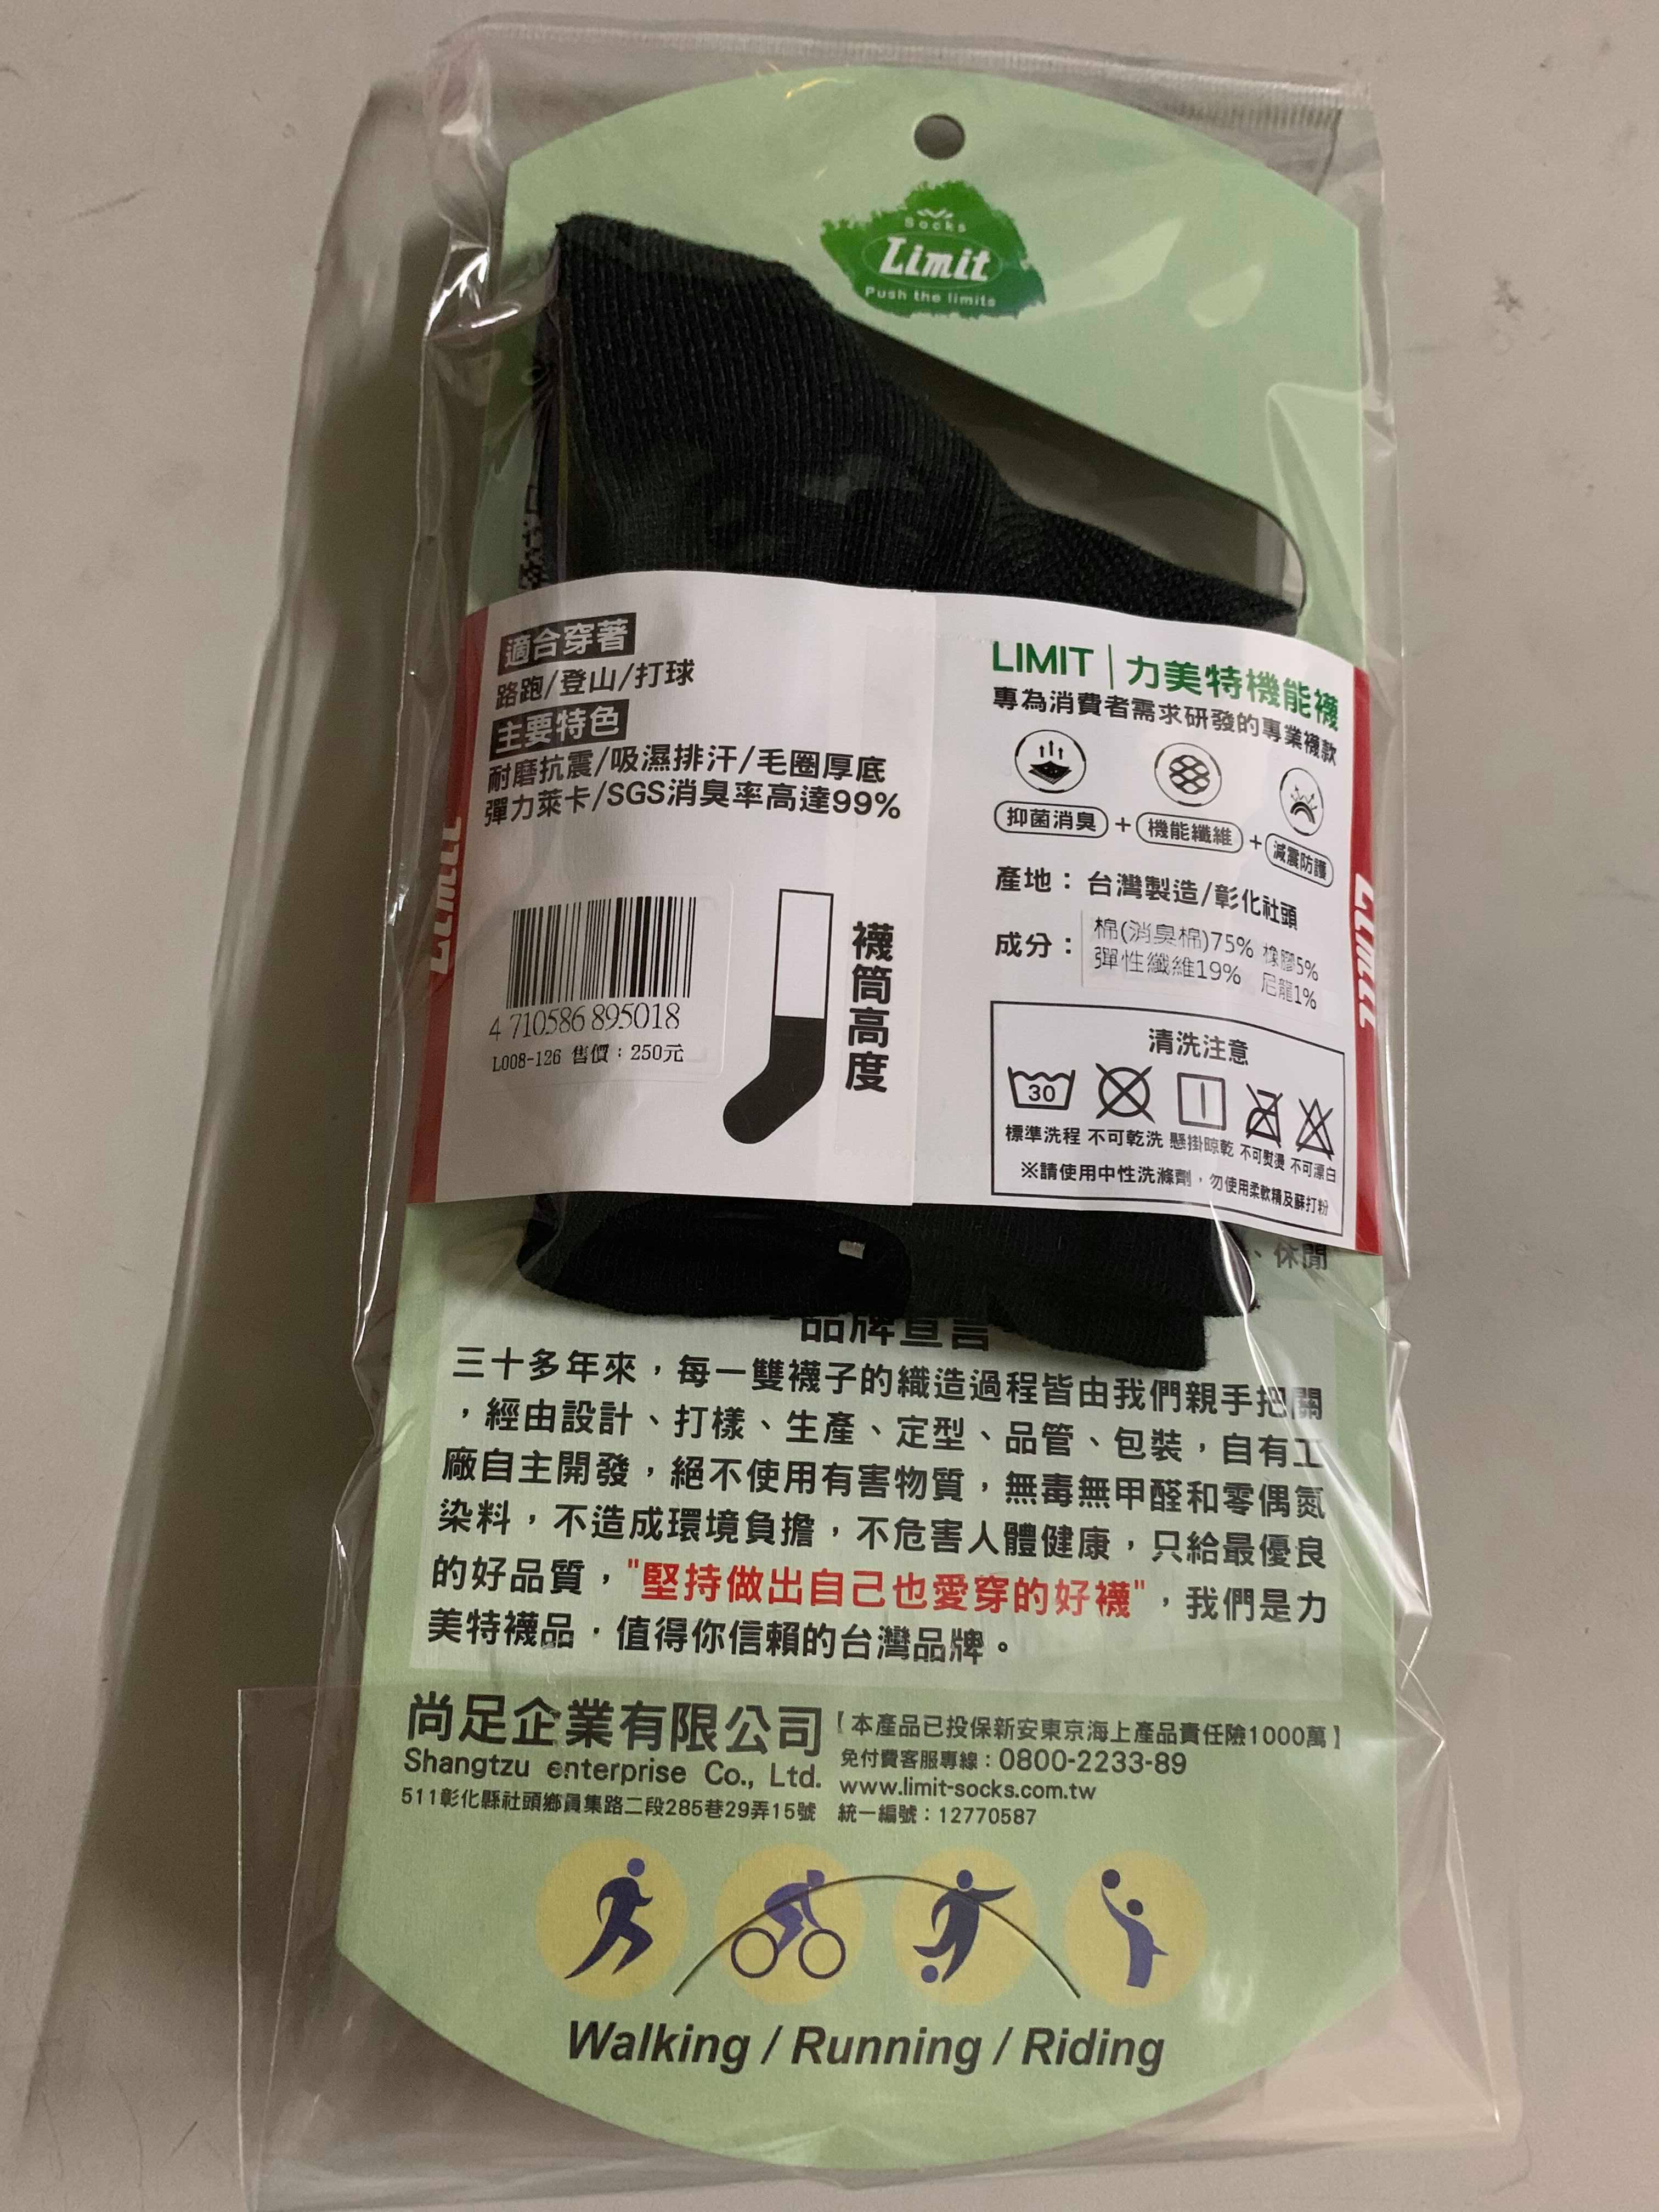 Socks
Limit
Push the limits
適合穿著
路跑/登山/打球
主要特色
耐磨抗震/吸濕排汗/毛圈厚底
彈力萊卡/SGS消臭率高達99%
4 710586 895018
L008-126 售價：250元
襪筒高度
LIMIT｜力美特機能襪
專為消費者需求研發的專業襪款
抑菌消臭 + 機能纖維 + 減震防護
產地：台灣製造/彰化社頭
成分：棉(消臭棉)75% 橡膠5%
彈性纖維19% 尼龍1%
清洗注意
30
標準洗程 不可乾洗 懸掛晾乾 不可熨燙 不可漂白
※請使用中性洗滌劑，勿使用柔軟精及蘇打粉
LIMIT
、休閒
品牌宣言
三十多年來，每一雙襪子的織造過程皆由我們親手把關
，經由設計、打樣、生產、定型、品管、包裝，自有工
廠自主開發，絕不使用有害物質，無毒無甲醛和零偶氮
染料，不造成環境負擔，不危害人體健康，只給最優良
的好品質，"堅持做出自己也愛穿的好襪"，我們是力
美特襪品，值得你信賴的台灣品牌。
尚足企業有限公司
Shangtzu enterprise Co., Ltd.
511彰化縣社頭鄉員集路二段285巷29弄15號
【本產品已投保新安東京海上產品責任險1000萬】
免付費客服專線：0800-2233-89
www.limit-socks.com.tw
統一編號：12770587
Walking / Running / Riding